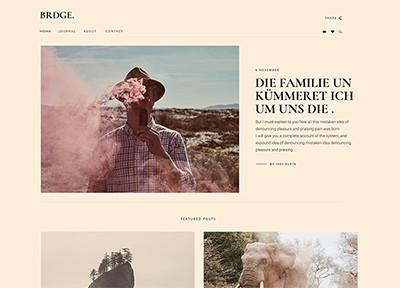 BRDGE.
SHARE
HOME JOURNAL ABOUT CONTACT
6 NOVEMBER
DIE FAMILIE UN
KÜMMERET ICH
UM UNS DIE .
But I must explain to you how all this mistaken idea of
denouncing pleasure and praising pain was born
I will give you a complete account of the system, and
expound idea of denouncing mistaken idea denouncing
pleasure and praising ...
BY INES KLEIN
FEATURED POSTS